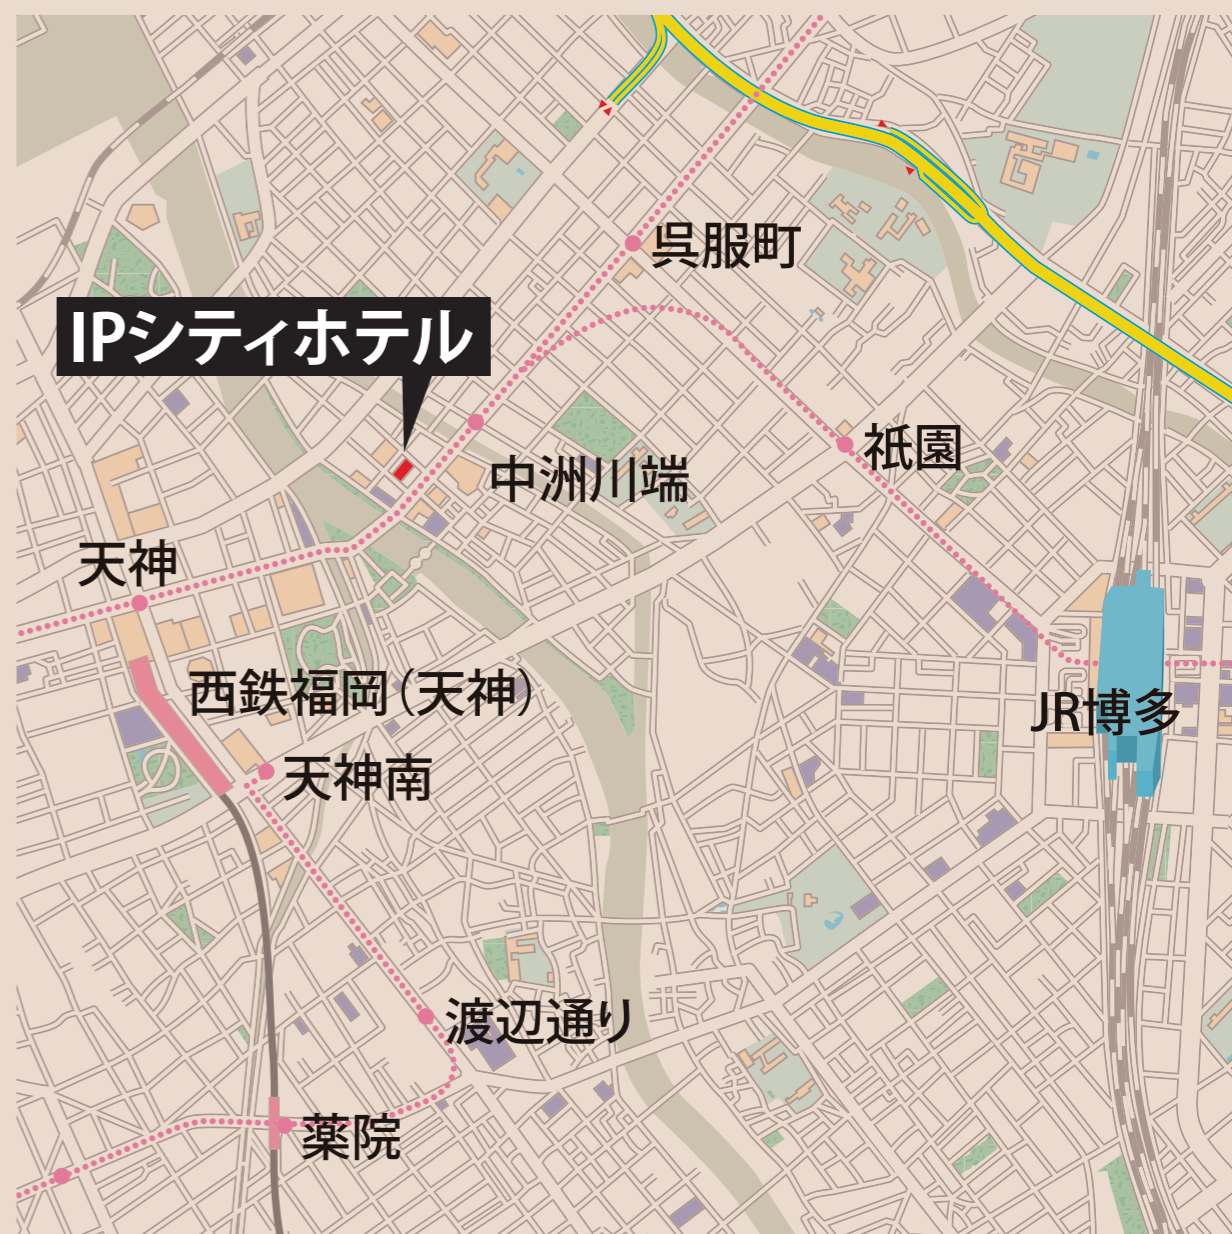 呉服町
IPシティホテル
祇園
中洲川端
天神
西鉄福岡（天神）
JR博多
天神南
渡辺通り
薬院